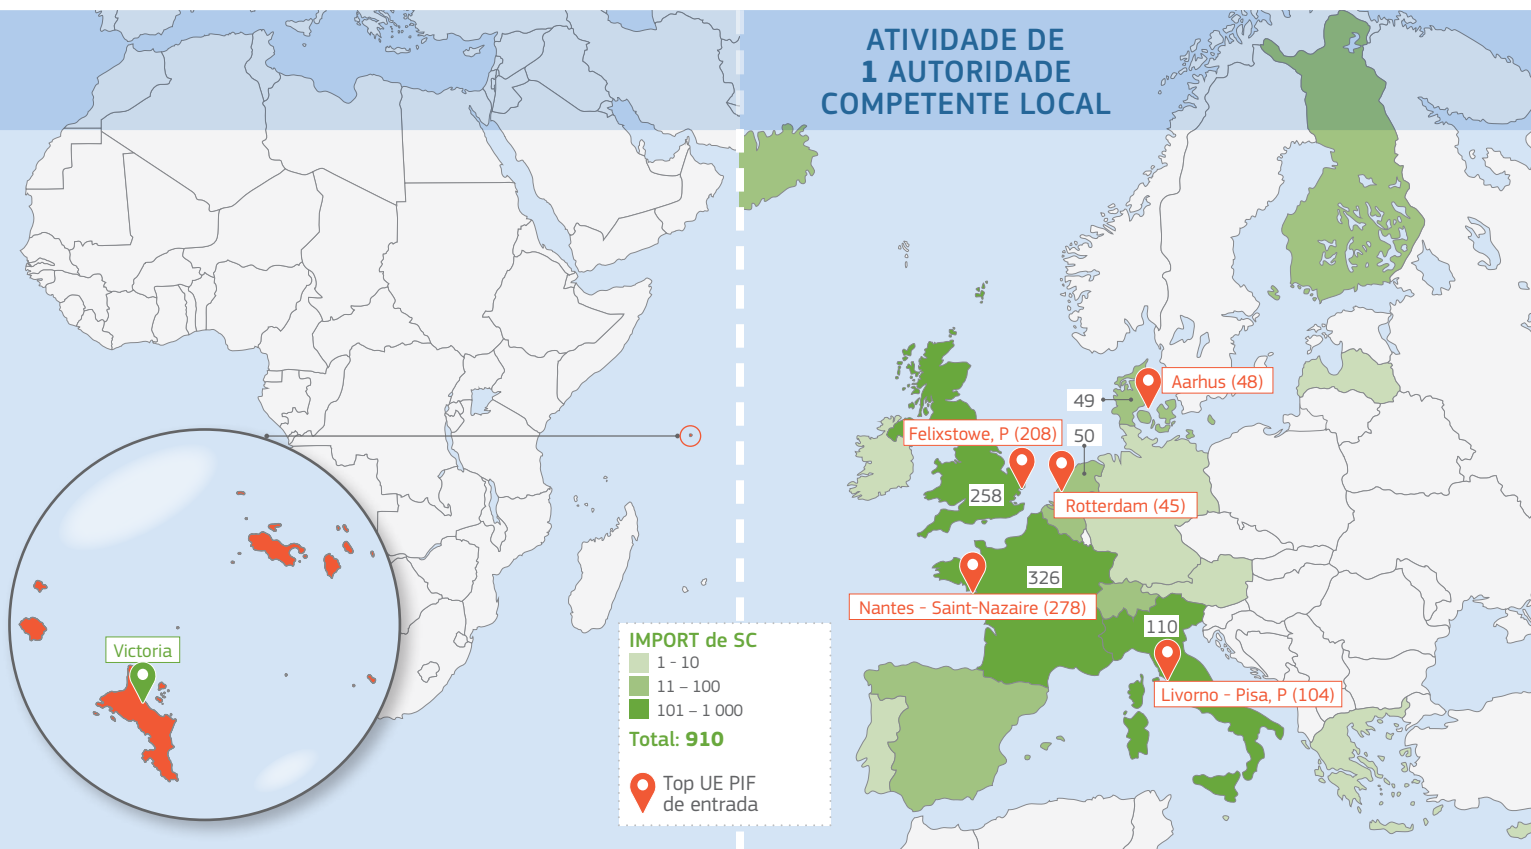 ATIVIDADE DE
1 AUTORIDADE
COMPETENTE LOCAL
Aarhus (48)
49
Felixstowe, P (208)
50
258
Rotterdam (45)
326
Nantes - Saint-Nazaire (278)
110
Livorno - Pisa, P (104)
Victoria
IMPORT de SC
1 - 10
11 – 100
101 – 1 000
Total: 910
Top UE PIF
de entrada